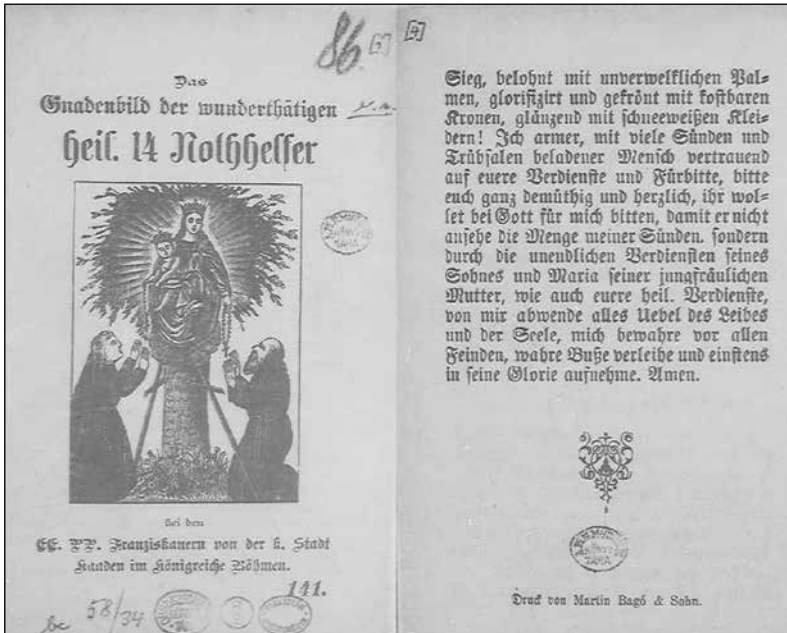 86.
[3]
Das
Gnadenbild der wunderthätigen
heil. 14 Nothhelfer
bei den
EE. PP. Franziskanern von der k. Stadt
Kaaden im Königreiche Böhmen.
141.
58/34
[4]
Sieg, belohnt mit unverwelklichen Pal-
men, glorifizirt und gekrönt mit kostbaren
Kronen, glänzend mit schneeweißen Klei-
dern! Ich armer, mit viele Sünden und
Trübsalen beladener Mensch vertrauend
auf euere Verdienste und Fürbitte, bitte
euch ganz demüthig und herzlich, ihr wol-
let bei Gott für mich bitten, damit er nicht
ansehe die Menge meiner Sünden. sondern
durch die unendlichen Verdiensten seines
Sohnes und Maria seiner jungfräulichen
Mutter, wie auch euere heil. Verdienste,
von mir abwende alles Uebel des Leibes
und der Seele, mich bewahre vor allen
Feinden, wahre Buße verleihe und einstens
in seine Glorie aufnehme. Amen.
Druck von Martin Bagó & Sohn.